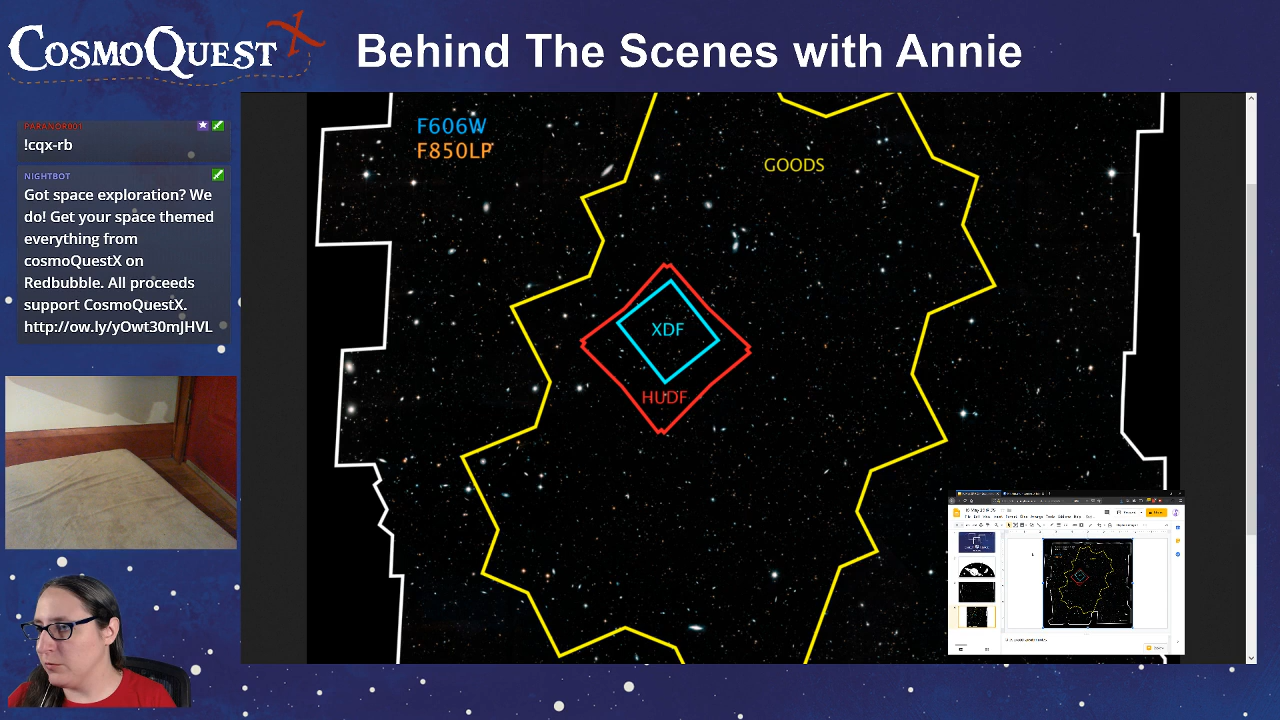 COSMOQUEST X
Behind The Scenes with Annie
PARANOR001
!cqx-rb
NIGHTBOT
Got space exploration? We
do! Get your space themed
everything from
cosmoQuestX on
Redbubble. All proceeds
support CosmoQuestX.
http://ow.ly/yOwt30mJHVL
F606W
F850LP
GOODS
XDF
HUDF